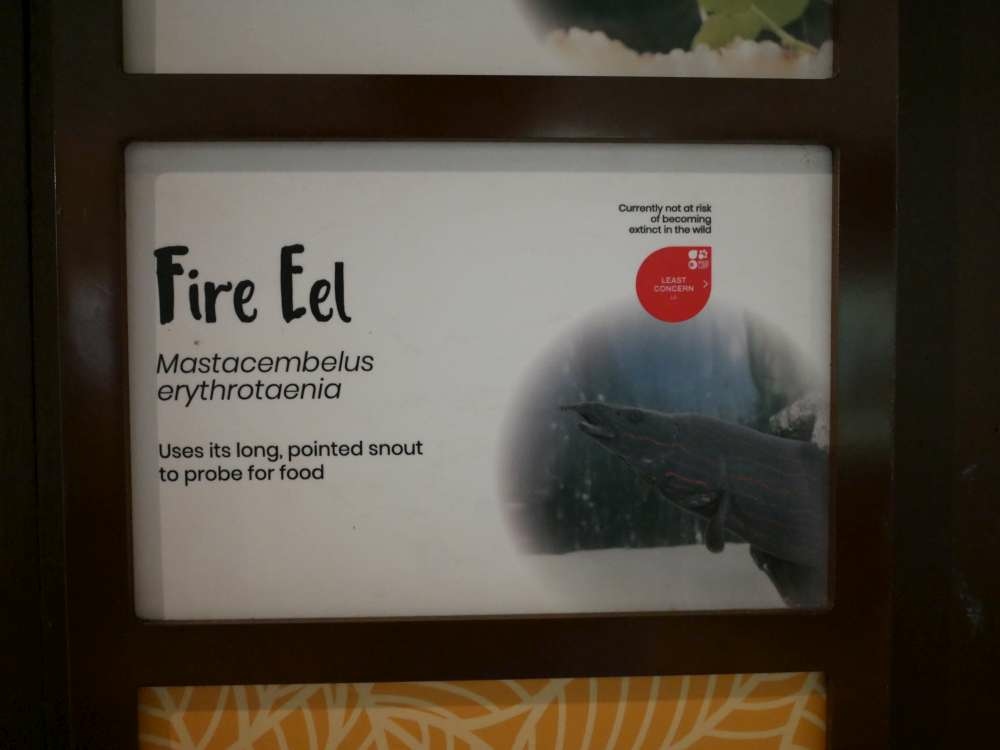 Currently not at risk
of becoming
extinct in the wild
LEAST
CONCERN
Fire Eel
Mastacembelus
erythrotaenia
Uses its long, pointed snout
to probe for food